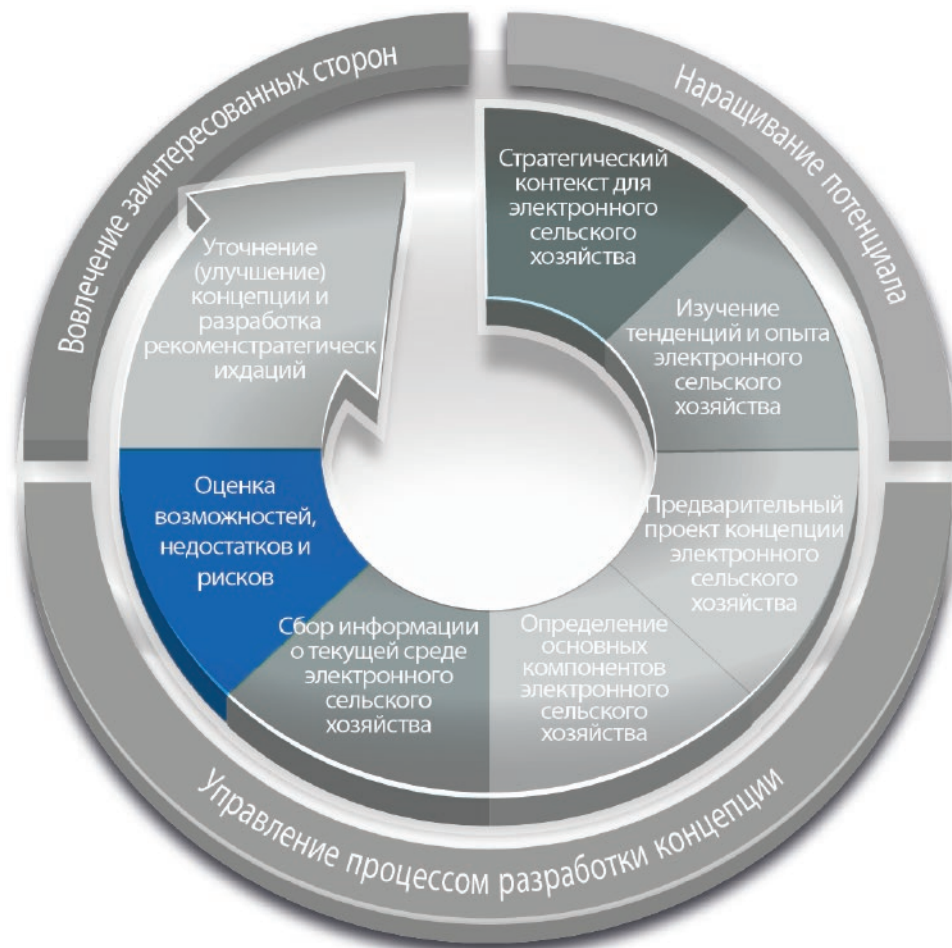 Вовлечение заинтересованных сторон
Наращивание потенциала
Стратегический
контекст для
электронного
сельского
хозяйства
Изучение
тенденций и опыта
электронного
сельского
хозяйства
Предварительный
проект концепции
электронного
сельского
хозяйства
Определение
основных
компонентов
электронного
сельского
хозяйства
Сбор информации
о текущей среде
электронного
сельского
хозяйства
Оценка
возможностей,
недостатков и
рисков
Уточнение
(улучшение)
концепции и
разработка
рекоменстратегическ
ихдаций
Управление процессом разработки концепции